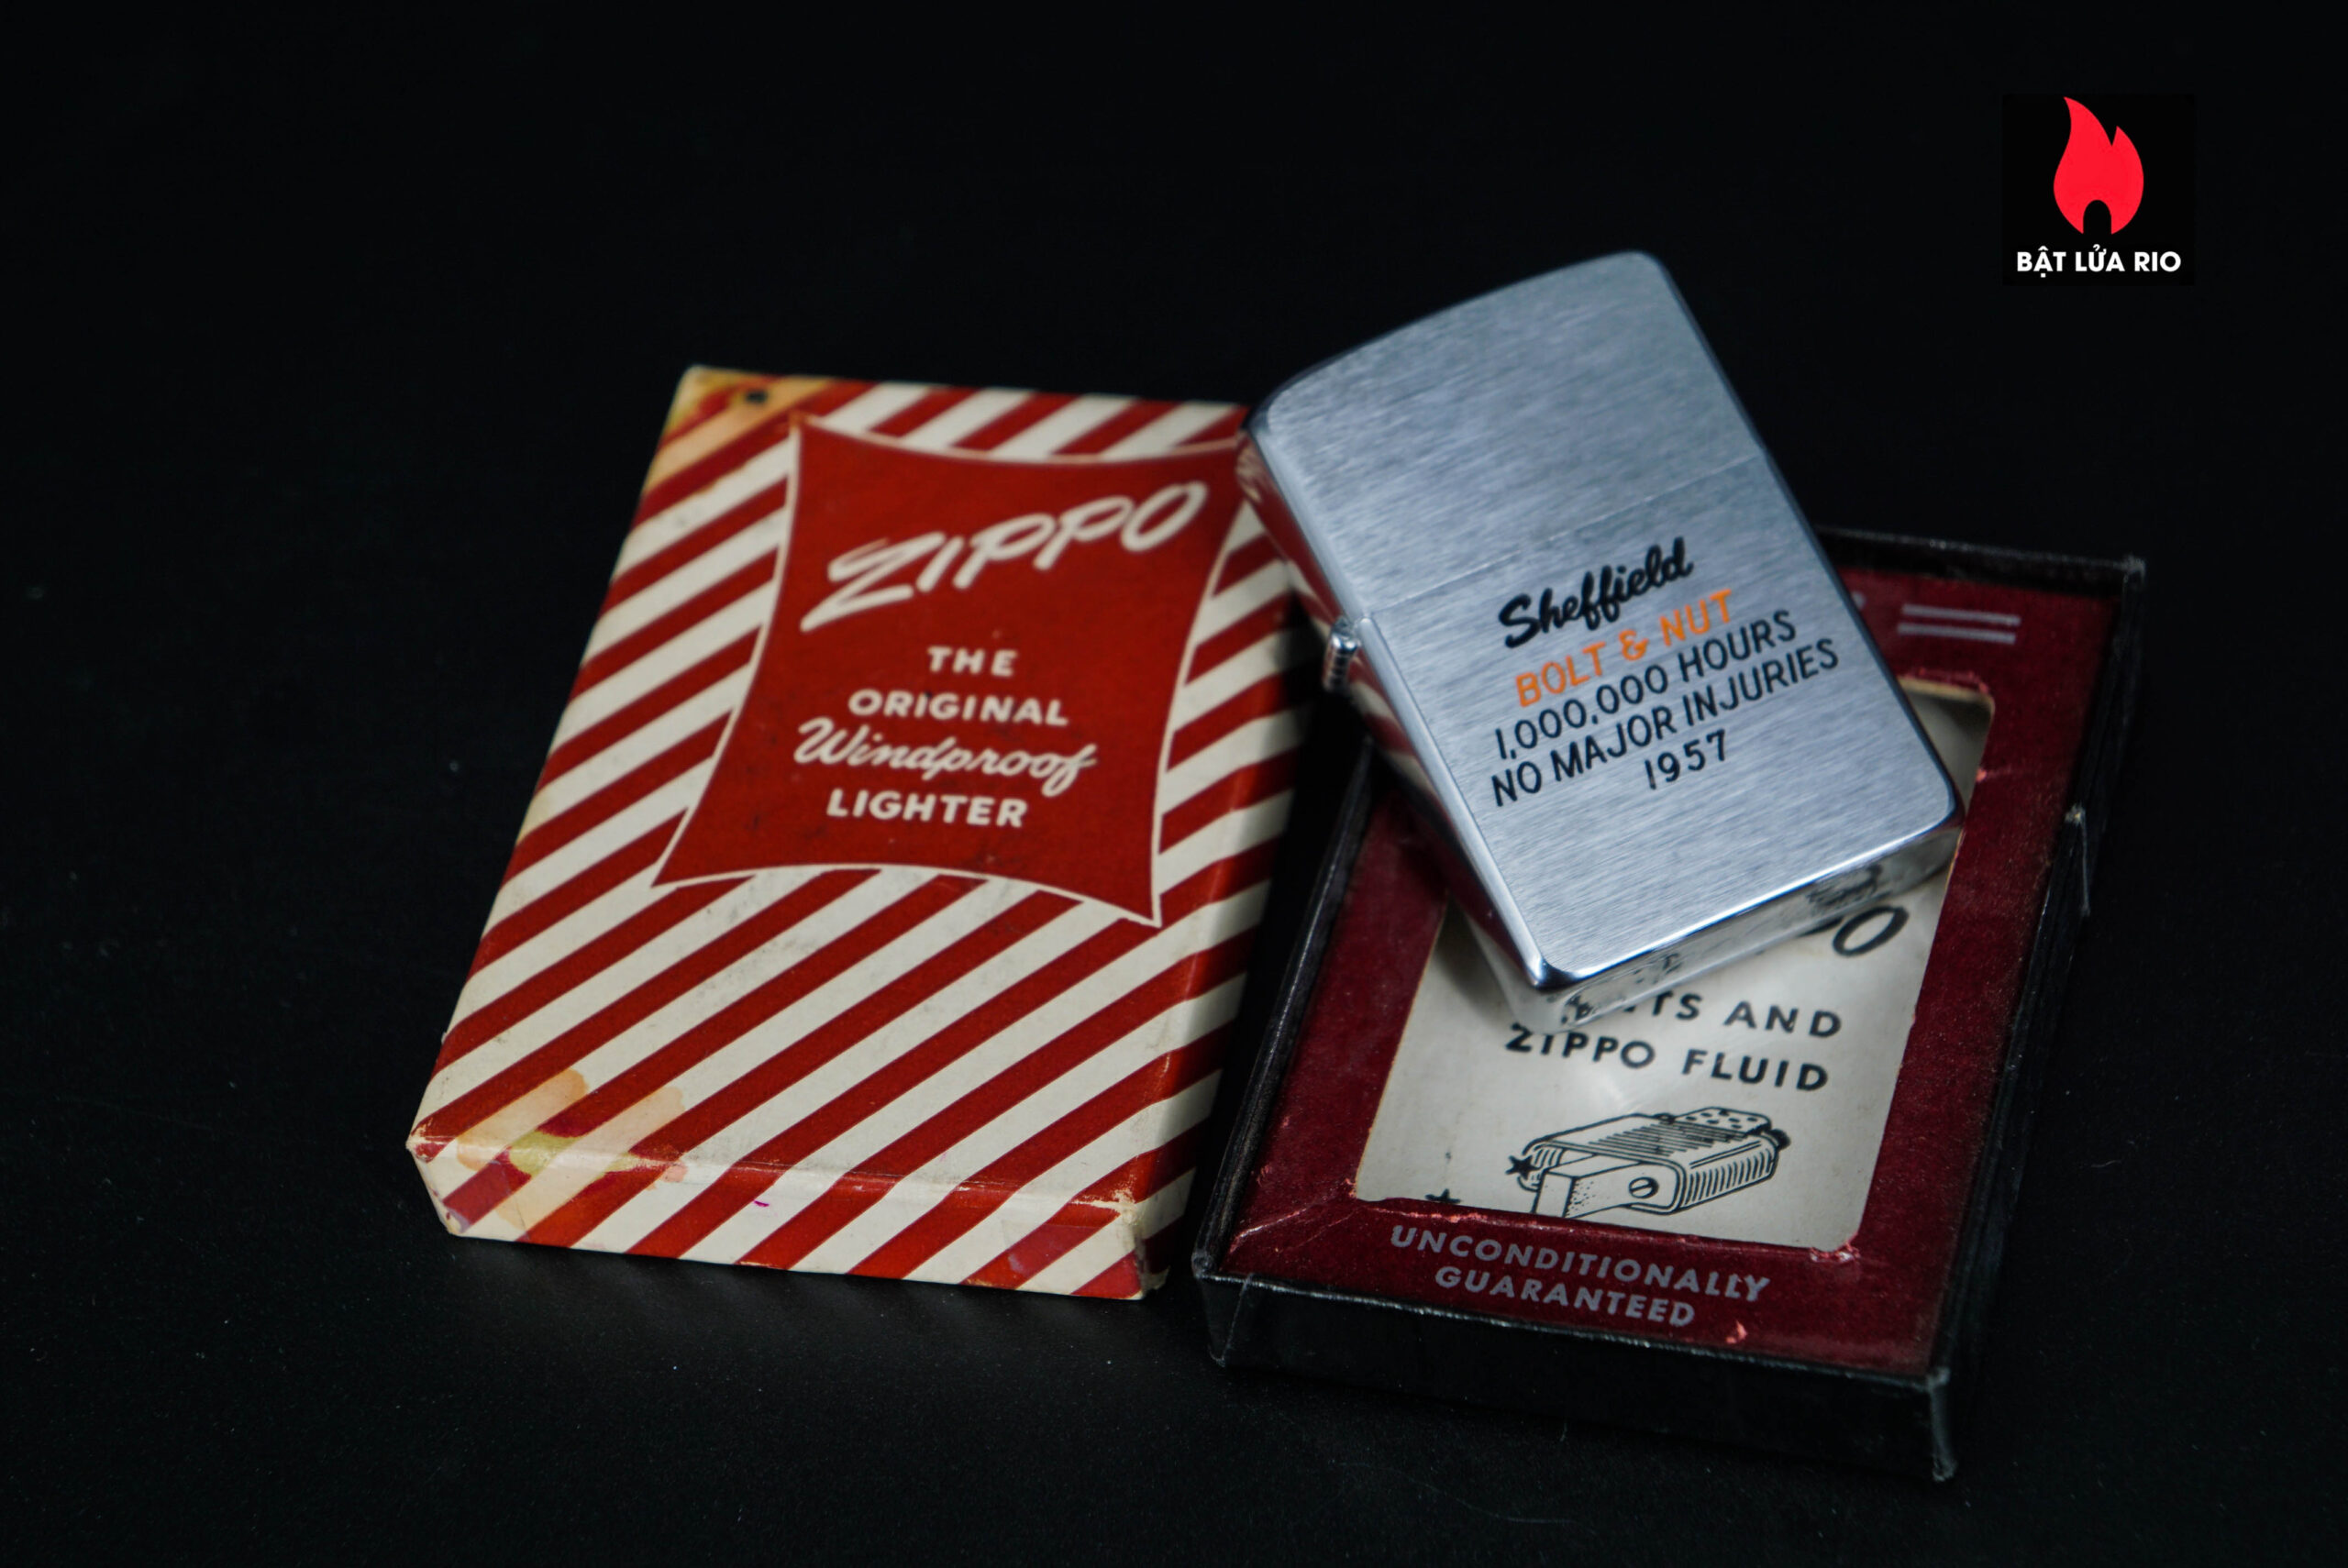 BẬT LỬA RIO
ZIPPO
THE
ORIGINAL
Windproof
LIGHTER
Sheffield
BOLT & NUT
1,000,000 HOURS
NO MAJOR INJURIES
1957
AND
ZIPPO FLUID
UNCONDITIONALLY
GUARANTEED